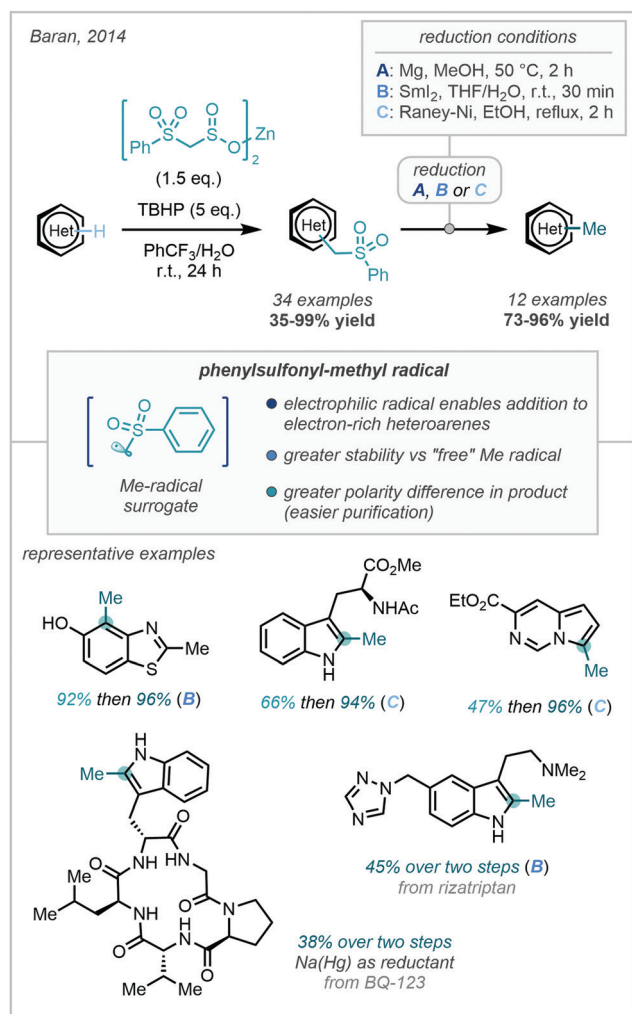 Baran, 2014
reduction conditions
A: Mg, MeOH, 50 °C, 2 h
B: SmI2, THF/H2O, r.t., 30 min
C: Raney-Ni, EtOH, reflux, 2 h
O O O
S S
Ph O Zn
2
(1.5 eq.)
TBHP (5 eq.)
PhCF3/H2O
r.t., 24 h
Het H
Het
O
S O
Ph
reduction
A, B or C
Het Me
34 examples
35-99% yield
12 examples
73-96% yield
phenylsulfonyl-methyl radical
O O
S
Me-radical
surrogate
electrophilic radical enables addition to
electron-rich heteroarenes
greater stability vs "free" Me radical
greater polarity difference in product
(easier purification)
representative examples
Me
HO N
Me
S
92% then 96% (B)
CO2Me
NHAc
Me
N
H
66% then 94% (C)
EtO2C
N N
Me
47% then 96% (C)
H
N
Me
O
O NH HN
Me
Me NH O N
O H
N O
O
Me Me
38% over two steps
Na(Hg) as reductant
from BQ-123
N N
N
NMe2
Me
N
H
45% over two steps (B)
from rizatriptan